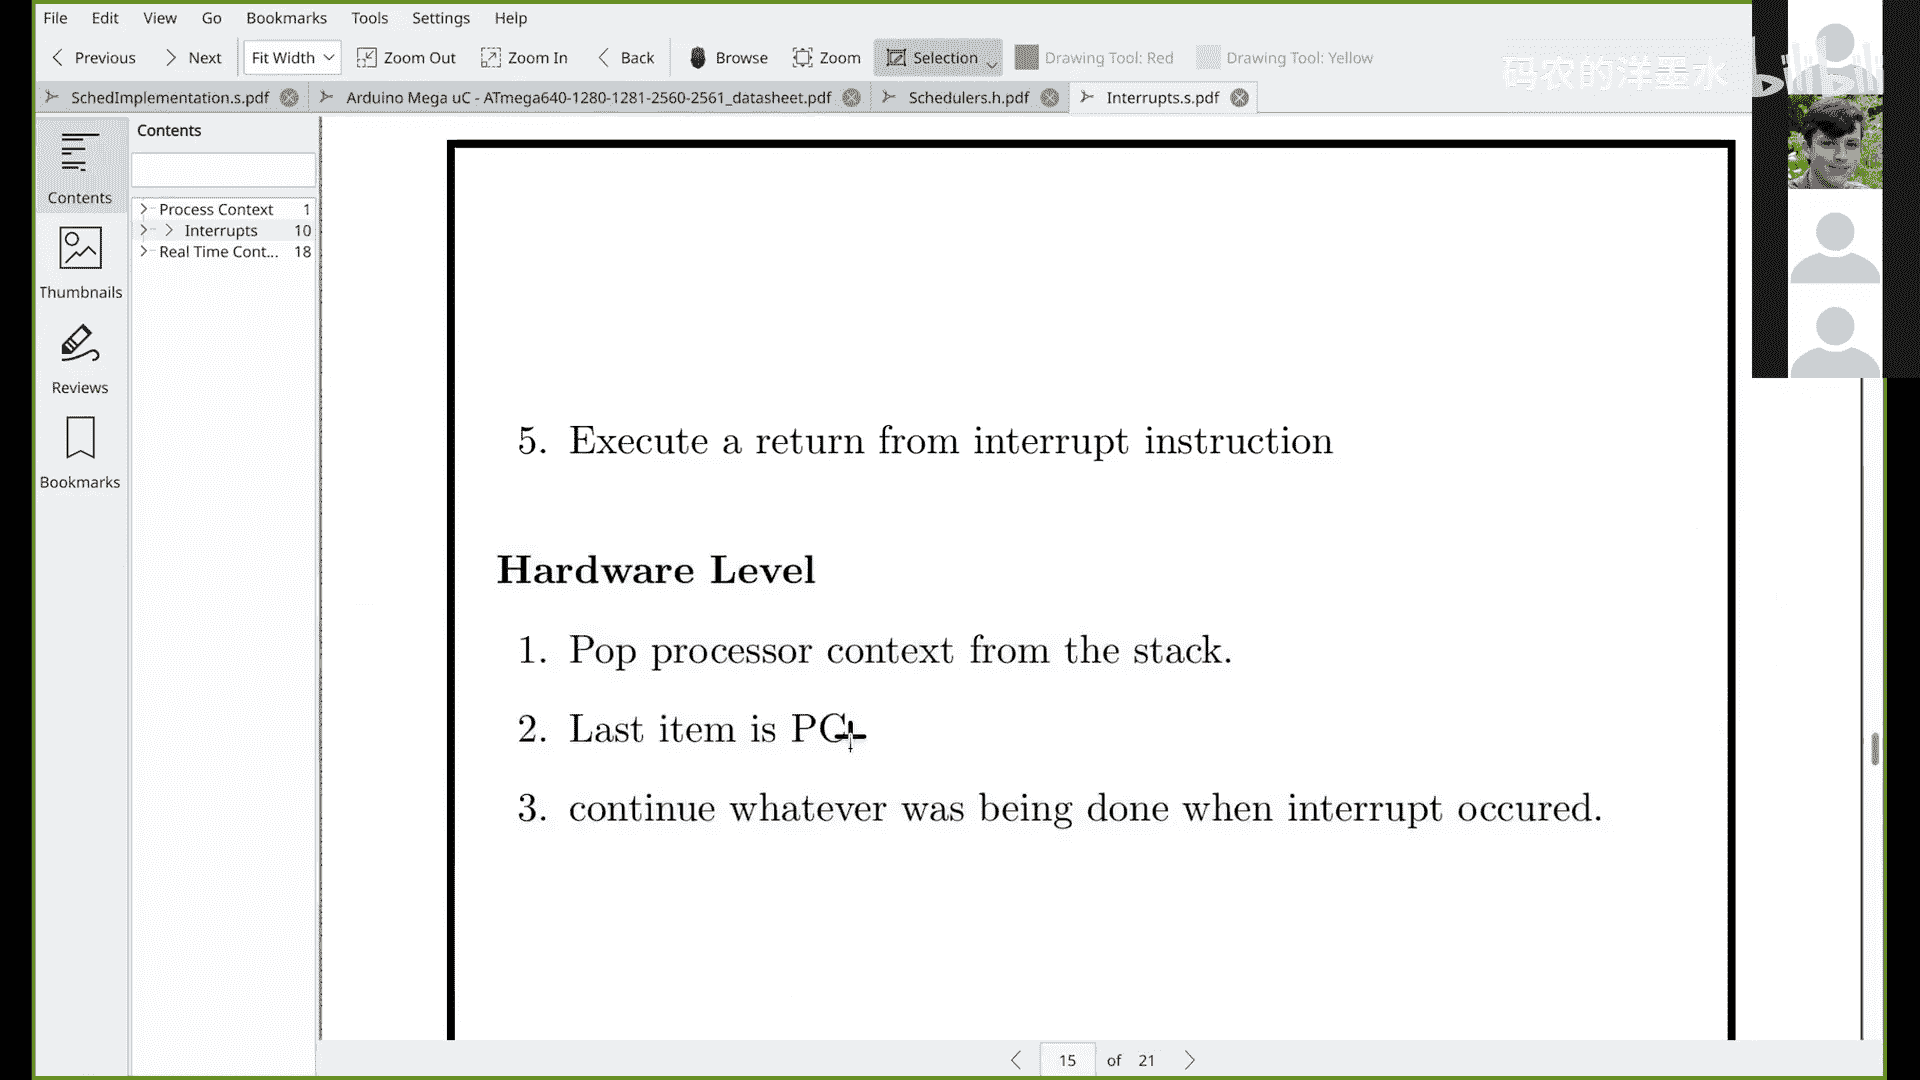 File Edit View Go Bookmarks Tools Settings Help
Previous Next Fit Width Zoom Out Zoom In Back Browse Zoom Selection Drawing Tool: Red Drawing Tool: Yellow
码农的洋墨水 bilibili
SchedImplementation.s.pdf Arduino Mega uC - ATmega640-1280-1281-2560-2561_datasheet.pdf Schedulers.h.pdf Interrupts.s.pdf
Contents
Contents
Thumbnails
Reviews
Bookmarks
Process Context 1
Interrupts 10
Real Time Cont... 18
5. Execute a return from interrupt instruction
Hardware Level
1. Pop processor context from the stack.
2. Last item is PC
3. continue whatever was being done when interrupt occured.
15 of 21